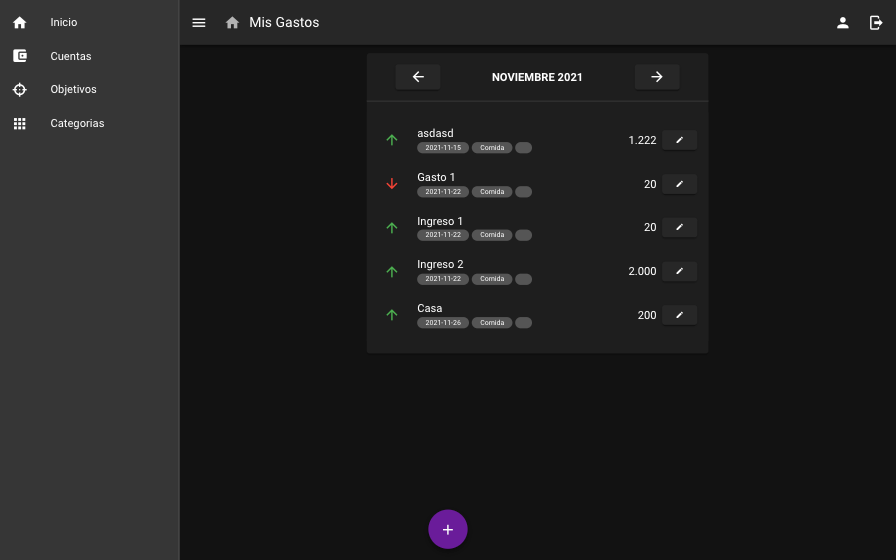 Inicio
Cuentas
Objetivos
Categorias
Mis Gastos
NOVIEMBRE 2021
asdasd
2021-11-15 Comida
1.222
Gasto 1
2021-11-22 Comida
20
Ingreso 1
2021-11-22 Comida
20
Ingreso 2
2021-11-22 Comida
2.000
Casa
2021-11-26 Comida
200